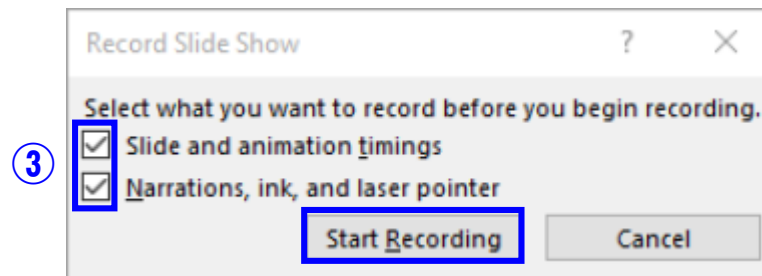 Record Slide Show ? ×
Select what you want to record before you begin recording.
③ Slide and animation timings
Narrations, ink, and laser pointer
Start Recording Cancel